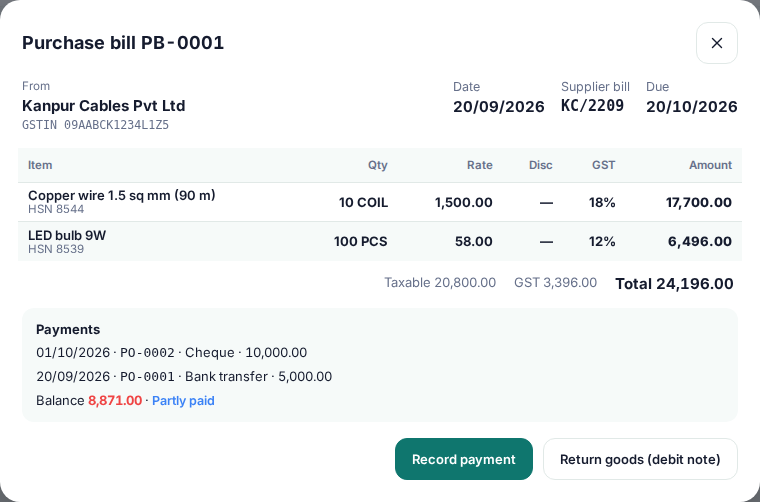 Purchase bill PB-0001
From
Kanpur Cables Pvt Ltd
GSTIN 09AABCK1234L1Z5
Date
20/09/2026
Supplier bill
KC/2209
Due
20/10/2026
Item Qty Rate Disc GST Amount
Copper wire 1.5 sq mm (90 m) 10 COIL 1,500.00 — 18% 17,700.00
HSN 8544
LED bulb 9W 100 PCS 58.00 — 12% 6,496.00
HSN 8539
Taxable 20,800.00 GST 3,396.00 Total 24,196.00
Payments
01/10/2026 · PO-0002 · Cheque · 10,000.00
20/09/2026 · PO-0001 · Bank transfer · 5,000.00
Balance 8,871.00 · Partly paid
Record payment
Return goods (debit note)